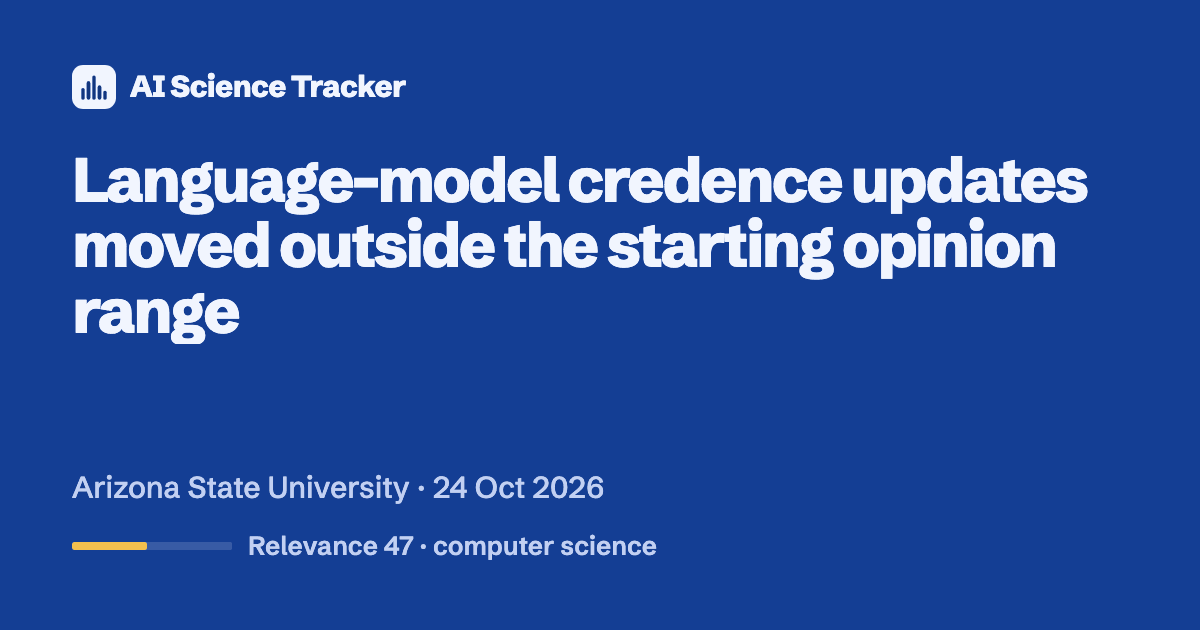 AI Science Tracker
Language-model credence updates
moved outside the starting opinion
range
Arizona State University · 24 Oct 2026
Relevance 47 · computer science